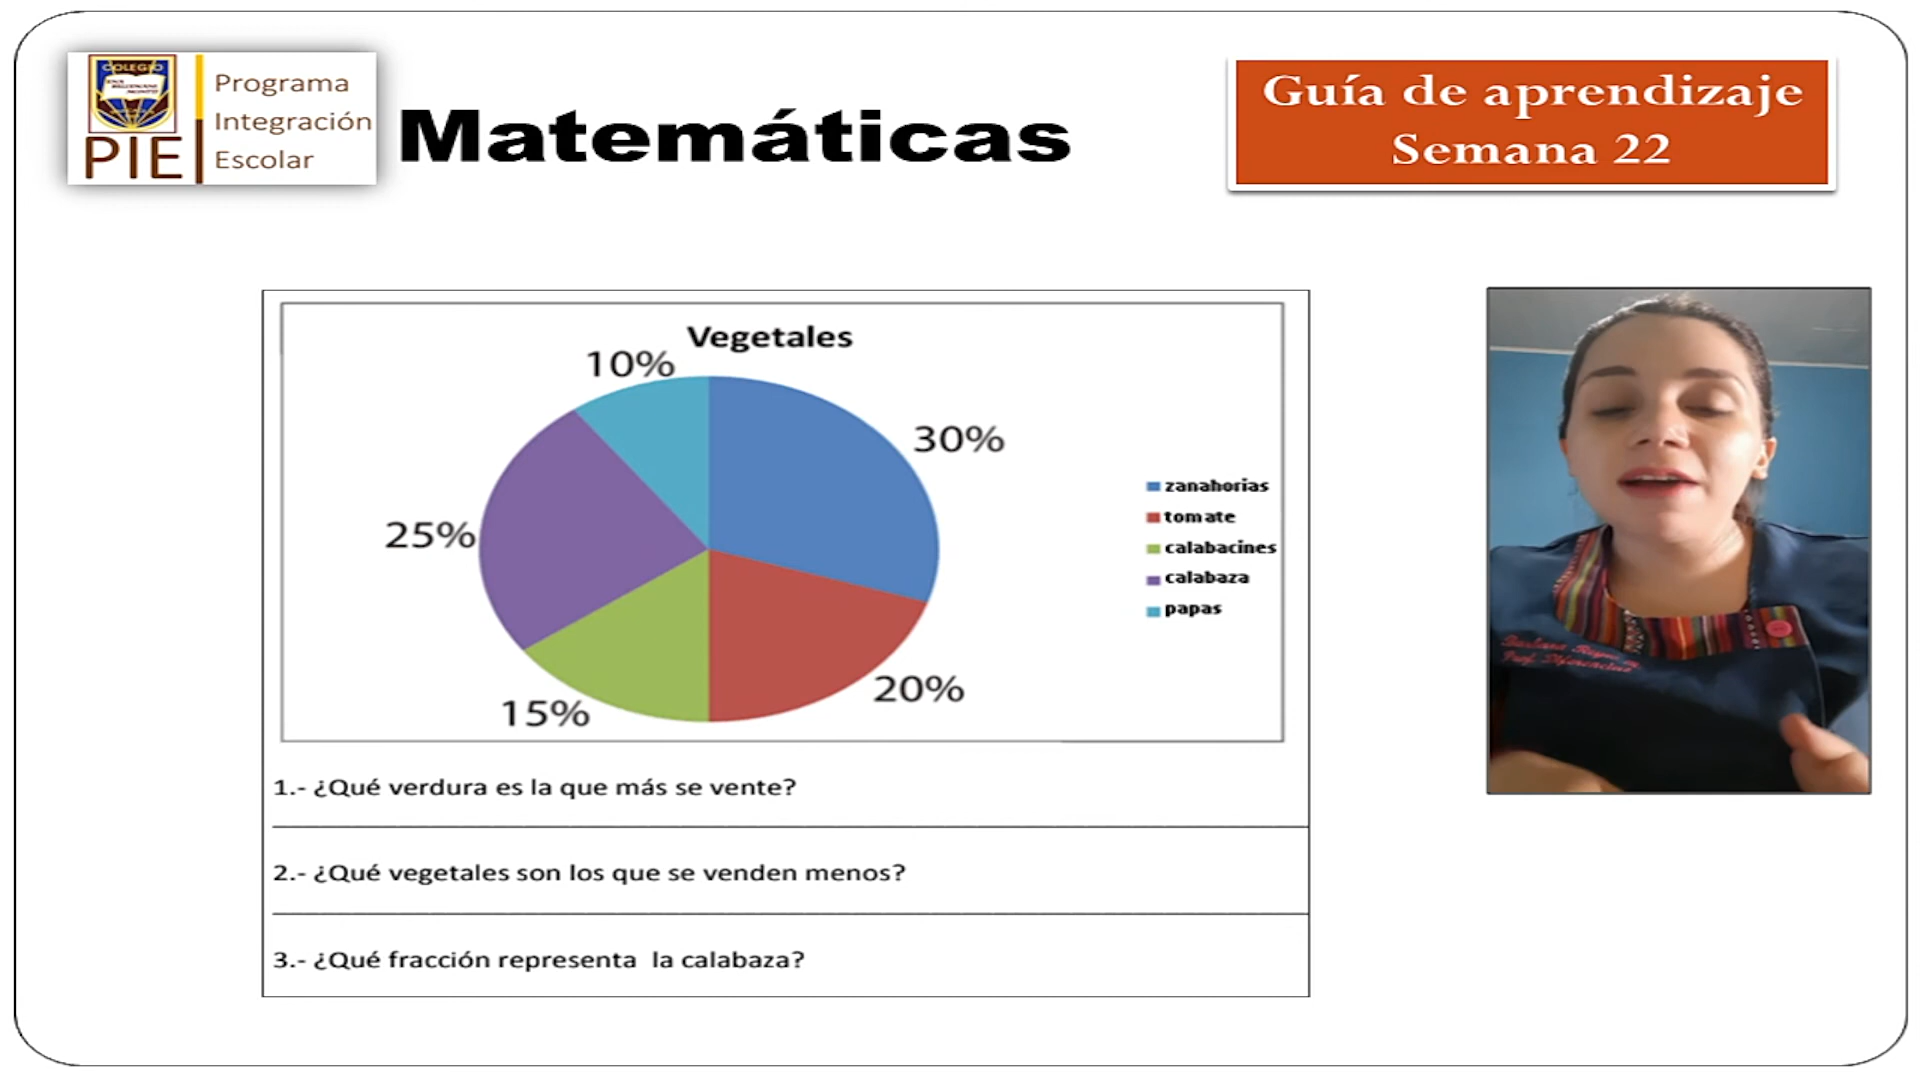 COLEGIO
PIE
Programa
Integración
Escolar
Matemáticas
Guía de aprendizaje
Semana 22
Vegetales
10%
30%
25%
20%
15%
zanahorias
tomate
calabacines
calabaza
papas
1.- ¿Qué verdura es la que más se vente?
2.- ¿Qué vegetales son los que se venden menos?
3.- ¿Qué fracción representa  la calabaza?